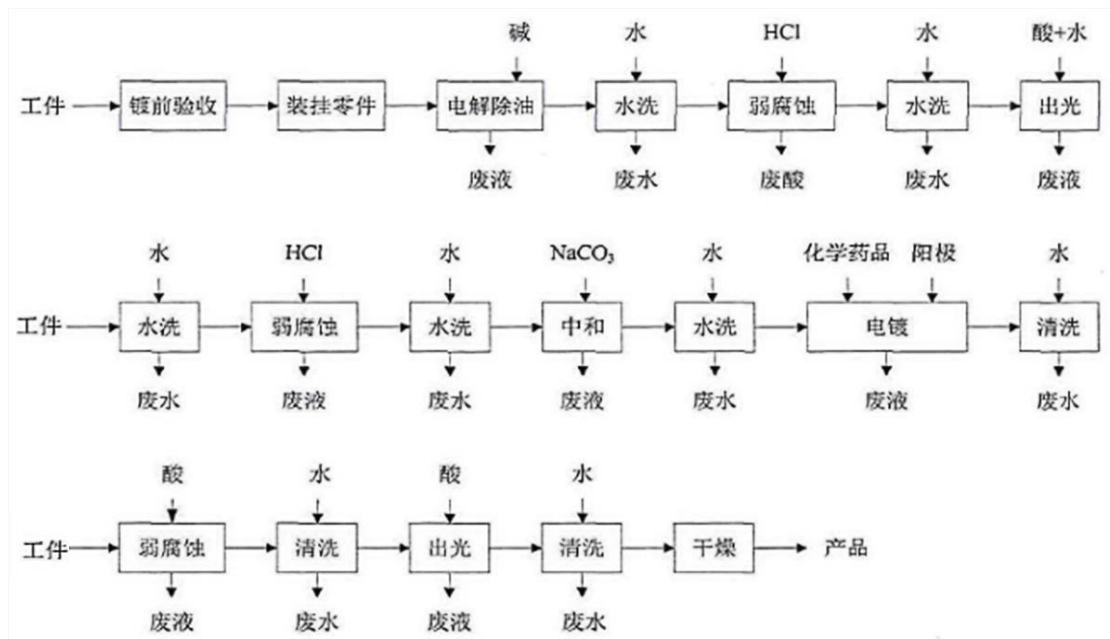 碱 水 HCl 水 酸+水
工件 镀前验收 装挂零件 电解除油 水洗 弱腐蚀 水洗 出光
废液 废水 废酸 废水 废液
水 HCl 水 NaCO₃ 水 化学药品 阳极 水
工件 水洗 弱腐蚀 水洗 中和 水洗 电镀 清洗
废水 废液 废水 废液 废水 废液 废水
酸 水 酸 水
工件 弱腐蚀 清洗 出光 清洗 干燥 产品
废液 废水 废液 废水